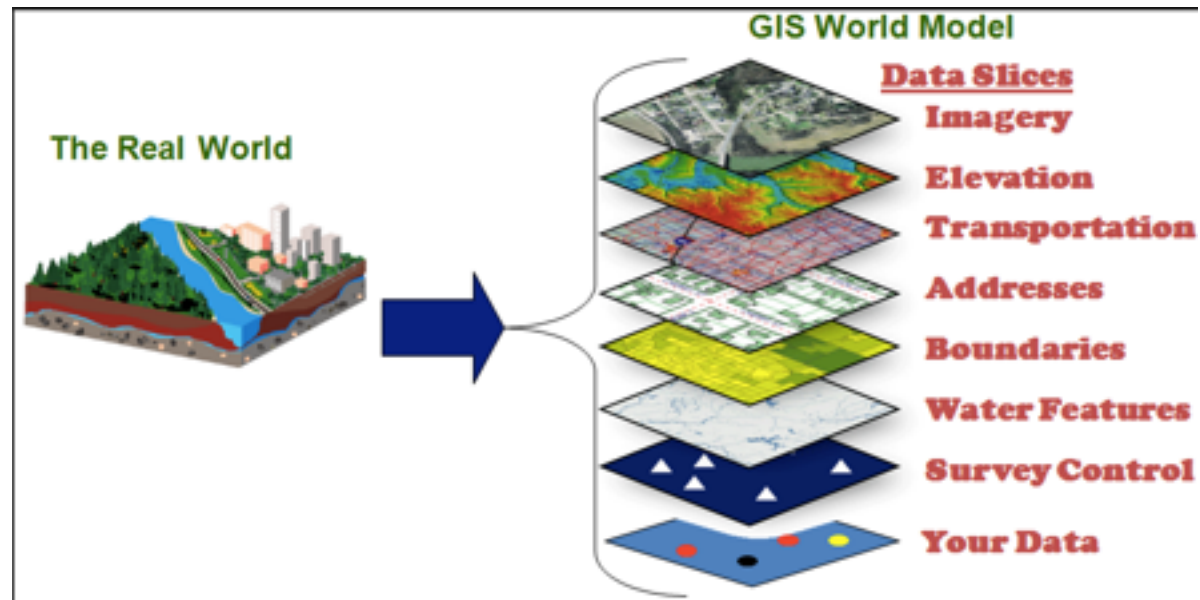 GIS World Model
Data Slices
Imagery
The Real World
Elevation
Transportation
Addresses
Boundaries
Water Features
Survey Control
Your Data